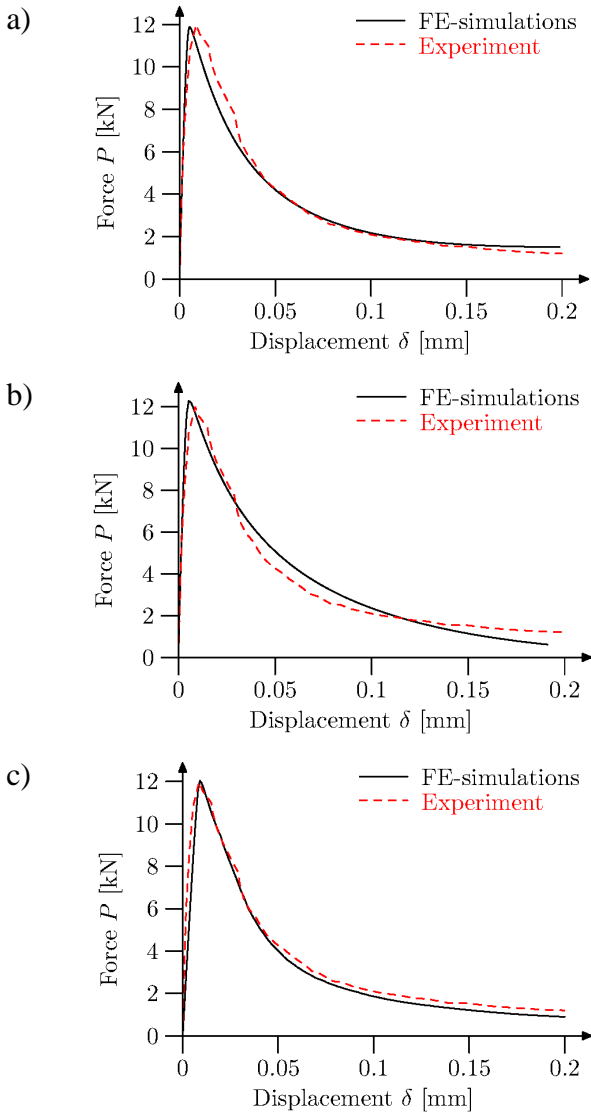 a)
FE-simulations
Experiment
12
10
8
6
4
2
0
Force P [kN]
0 0.05 0.1 0.15 0.2
Displacement δ [mm]
b)
FE-simulations
Experiment
12
10
8
6
4
2
0
Force P [kN]
0 0.05 0.1 0.15 0.2
Displacement δ [mm]
c)
FE-simulations
Experiment
12
10
8
6
4
2
0
Force P [kN]
0 0.05 0.1 0.15 0.2
Displacement δ [mm]